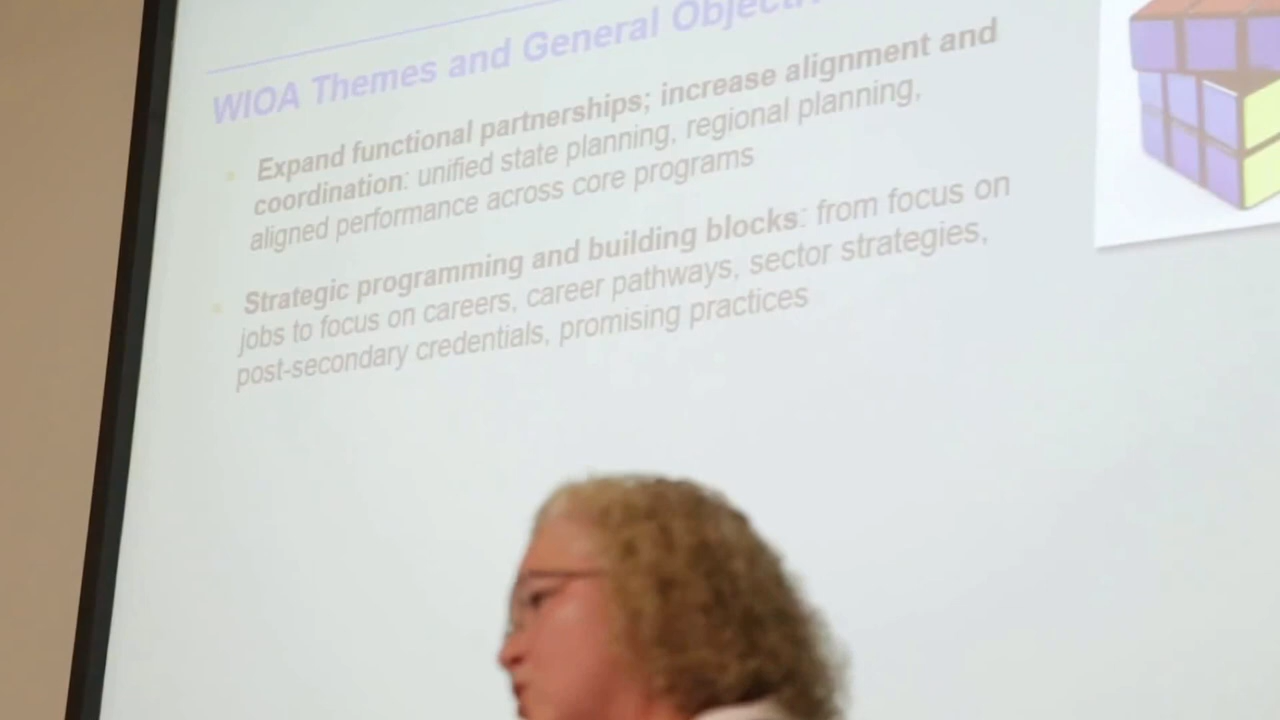 WIOA Themes and General
Expand functional partnerships; increase alignment and
coordination: unified state planning, regional planning,
aligned performance across core programs
Strategic programming and building blocks: from focus on
jobs to focus on careers, career pathways, sector strategies,
post-secondary credentials, promising practices